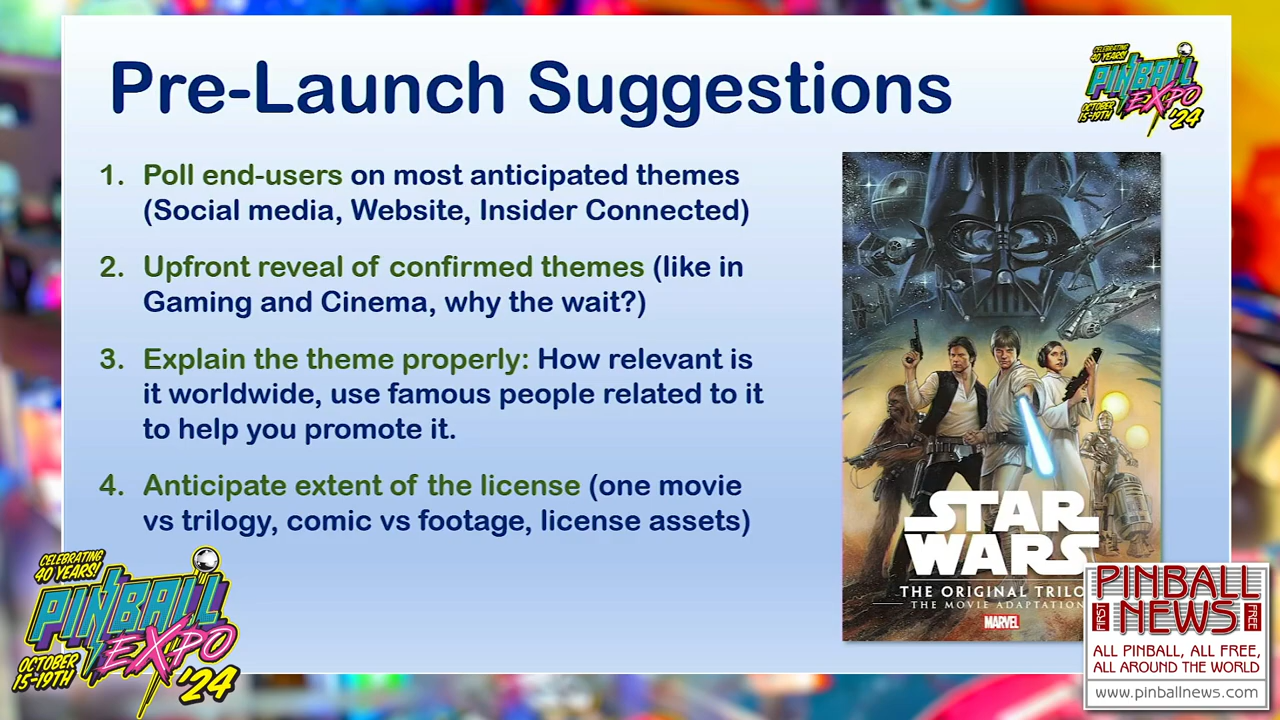 Pre-Launch Suggestions
CELEBRATING
40 YEARS!
PINBALL
EXPO
OCTOBER
15-19TH
'24
1. Poll end-users on most anticipated themes
(Social media, Website, Insider Connected)
2. Upfront reveal of confirmed themes (like in
Gaming and Cinema, why the wait?)
3. Explain the theme properly: How relevant is
it worldwide, use famous people related to it
to help you promote it.
4. Anticipate extent of the license (one movie
vs trilogy, comic vs footage, license assets)
STAR
WARS
THE ORIGINAL TRILO
THE MOVIE ADAPTATION
MARVEL
CELEBRATING
40 YEARS!
PINBALL
EXPO
OCTOBER
15-19TH
'24
PINBALL
FIRST NEWS FREE
ALL PINBALL, ALL FREE,
ALL AROUND THE WORLD
www.pinballnews.com